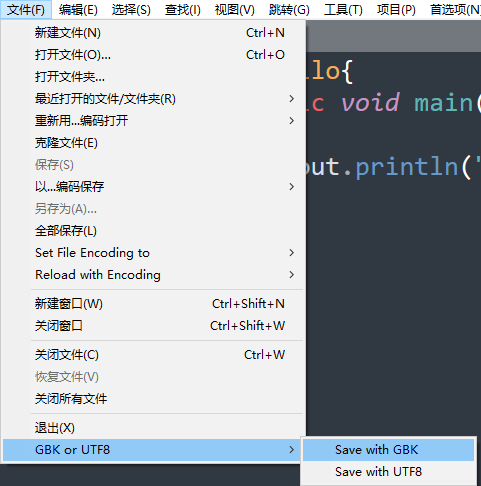 文件(F) 编辑(E) 选择(S) 查找(I) 视图(V) 跳转(G) 工具(T) 项目(P) 首选项(N)
新建文件(N) Ctrl+N
打开文件(O)... Ctrl+O
打开文件夹...
最近打开的文件/文件夹(R)
重新用...编码打开
克隆文件(E)
保存(S)
以...编码保存
另存为(A)...
全部保存(L)
Set File Encoding to
Reload with Encoding
新建窗口(W) Ctrl+Shift+N
关闭窗口 Ctrl+Shift+W
关闭文件(C) Ctrl+W
恢复文件(V)
关闭所有文件
退出(X)
GBK or UTF8
Save with GBK
Save with UTF8
llo{
ic void main(
out.println("